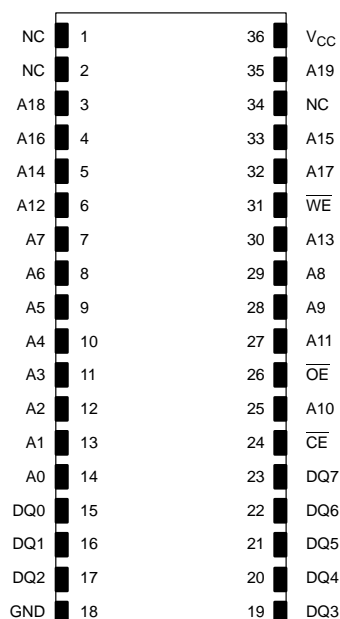 NC 1 36 VCC
NC 2 35 A19
A18 3 34 NC
A16 4 33 A15
A14 5 32 A17
A12 6 31 W̅E̅
A7 7 30 A13
A6 8 29 A8
A5 9 28 A9
A4 10 27 A11
A3 11 26 O̅E̅
A2 12 25 A10
A1 13 24 C̅E̅
A0 14 23 DQ7
DQ0 15 22 DQ6
DQ1 16 21 DQ5
DQ2 17 20 DQ4
GND 18 19 DQ3